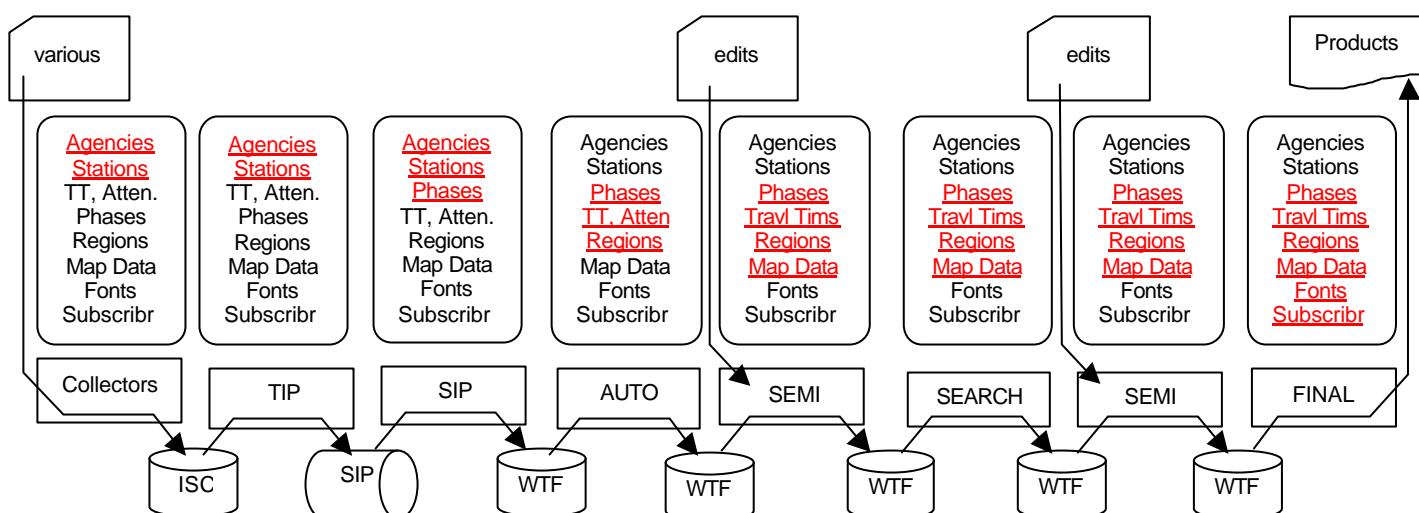 various
edits
edits
Products
Agencies
Stations
TT, Atten.
Phases
Regions
Map Data
Fonts
Subscribr
Agencies
Stations
TT, Atten.
Phases
Regions
Map Data
Fonts
Subscribr
Agencies
Stations
Phases
TT, Atten.
Regions
Map Data
Fonts
Subscribr
Agencies
Stations
Phases
TT, Atten
Regions
Map Data
Fonts
Subscribr
Agencies
Stations
Phases
Travl Tims
Regions
Map Data
Fonts
Subscribr
Agencies
Stations
Phases
Travl Tims
Regions
Map Data
Fonts
Subscribr
Agencies
Stations
Phases
Travl Tims
Regions
Map Data
Fonts
Subscribr
Agencies
Stations
Phases
Travl Tims
Regions
Map Data
Fonts
Subscribr
Collectors
TIP
SIP
AUTO
SEMI
SEARCH
SEMI
FINAL
ISC
SIP
WTF
WTF
WTF
WTF
WTF